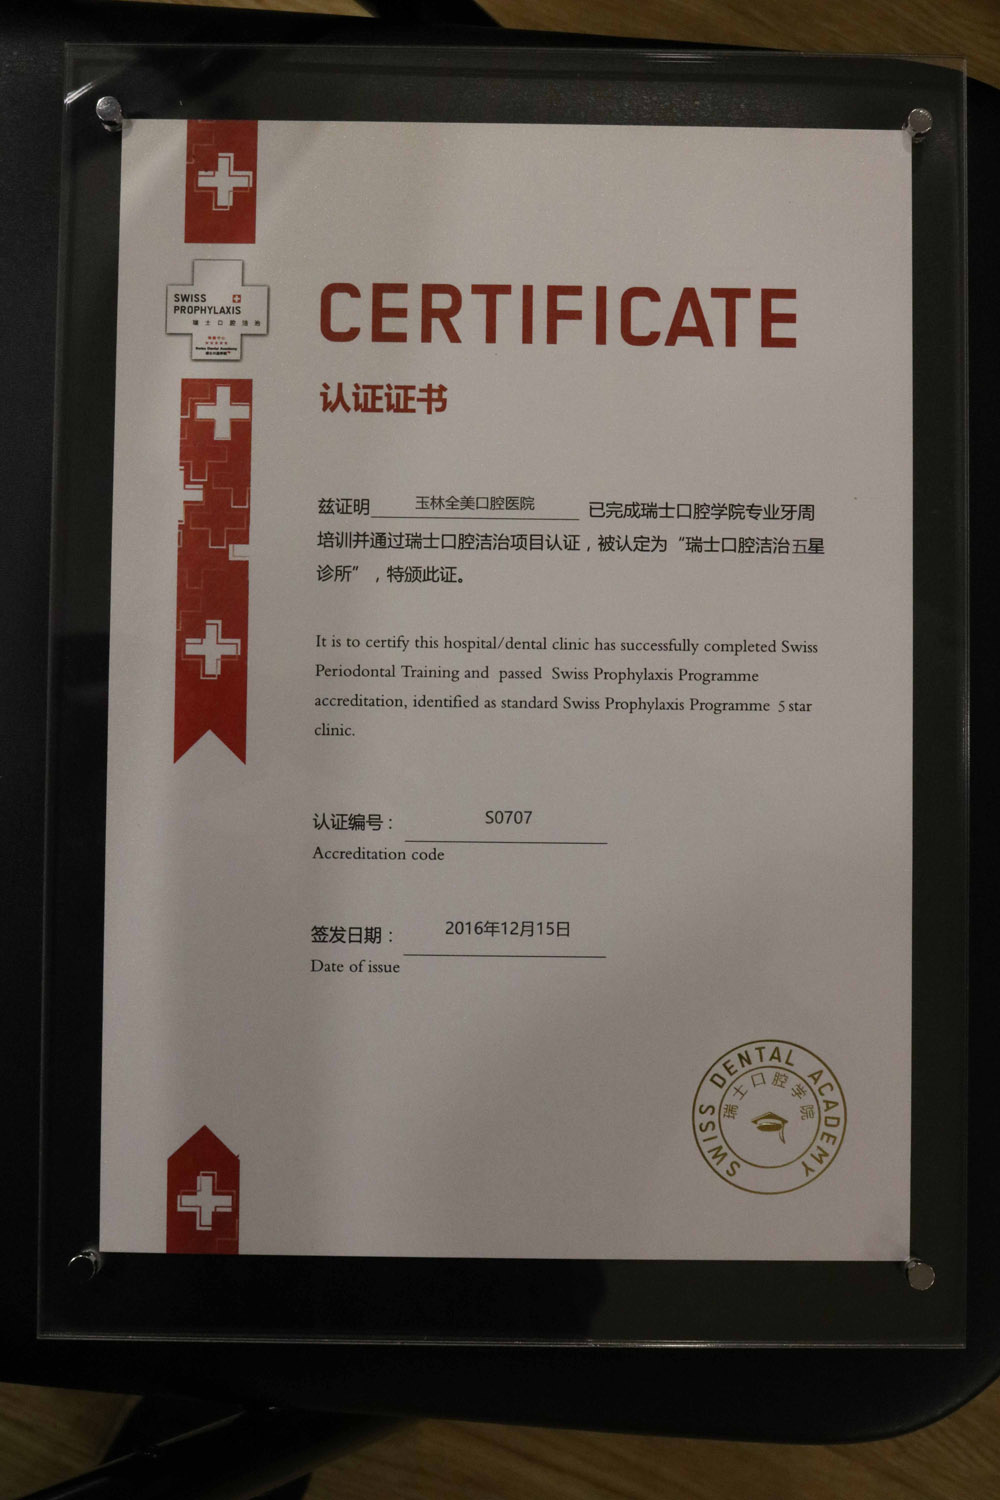 SWISS
PROPHYLAXIS
瑞士口腔洁治
Swiss Dental Academy
CERTIFICATE
认证证书
兹证明 玉林全美口腔医院 已完成瑞士口腔学院专业牙周
培训并通过瑞士口腔洁治项目认证，被认定为“瑞士口腔洁治五星
诊所”，特颁此证。
It is to certify this hospital/dental clinic has successfully completed Swiss
Periodontal Training and passed Swiss Prophylaxis Programme
accreditation, identified as standard Swiss Prophylaxis Programme 5 star
clinic.
认证编号： S0707
Accreditation code
签发日期： 2016年12月15日
Date of issue
SWISS DENTAL ACADEMY
瑞士口腔学院